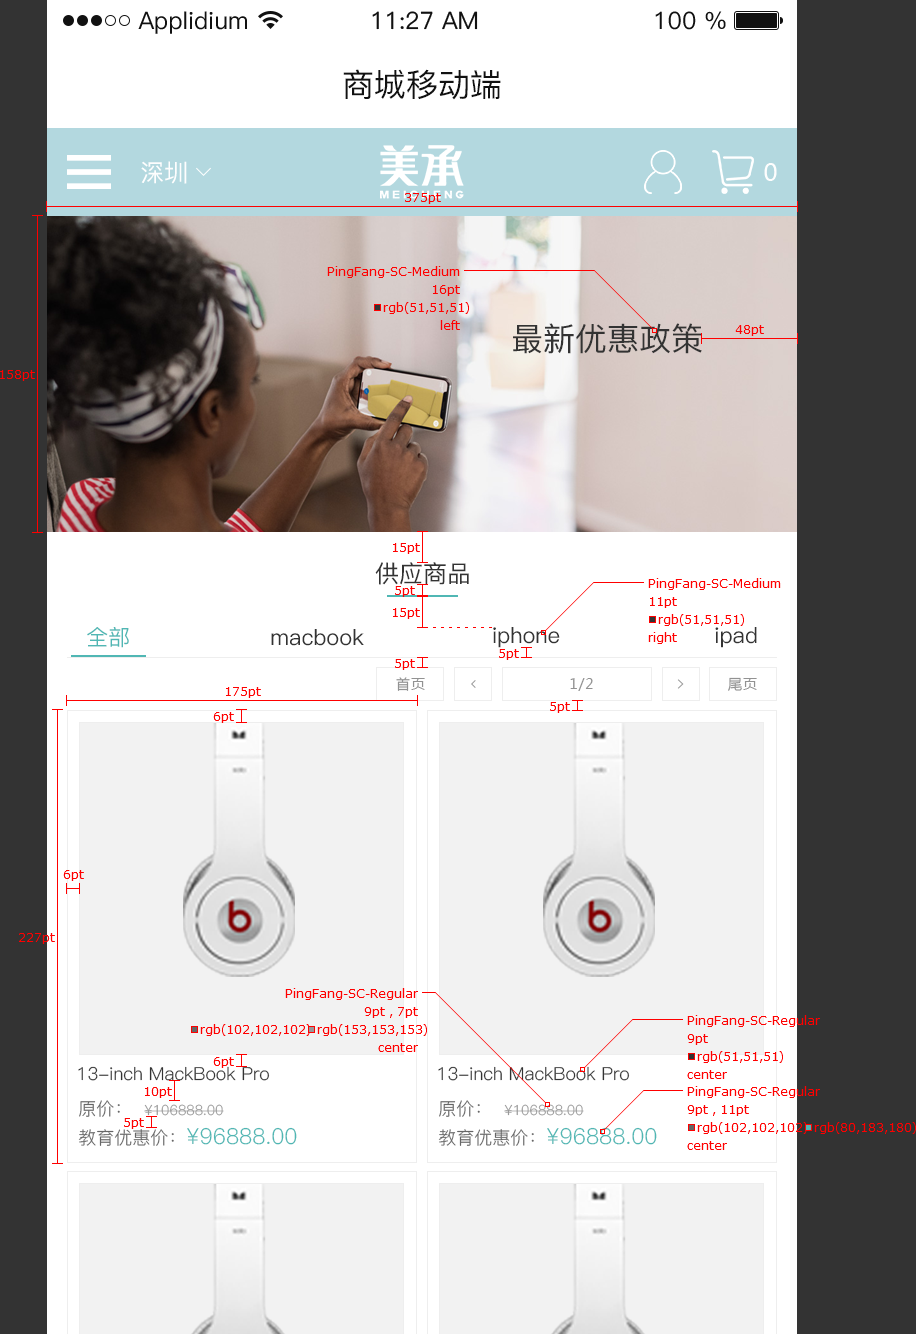 Applidium 11:27 AM 100 %
商城移动端
深圳 美承 0
MEICHENG
375pt
PingFang-SC-Medium
16pt
rgb(51,51,51)
left
最新优惠政策 48pt
158pt
15pt
供应商品
5pt
PingFang-SC-Medium
11pt
rgb(51,51,51)
right
15pt
全部 macbook iphone ipad
5pt
5pt
首页 < 1/2 > 尾页
175pt
5pt
6pt
6pt
227pt
PingFang-SC-Regular
9pt , 7pt
rgb(102,102,102) rgb(153,153,153)
center
PingFang-SC-Regular
9pt
rgb(51,51,51)
center
6pt
13-inch MackBook Pro 13-inch MackBook Pro
10pt
PingFang-SC-Regular
9pt , 11pt
rgb(102,102,102) rgb(80,183,180)
center
原价： ¥106888.00 原价： ¥106888.00
5pt
教育优惠价：¥96888.00 教育优惠价：¥96888.00